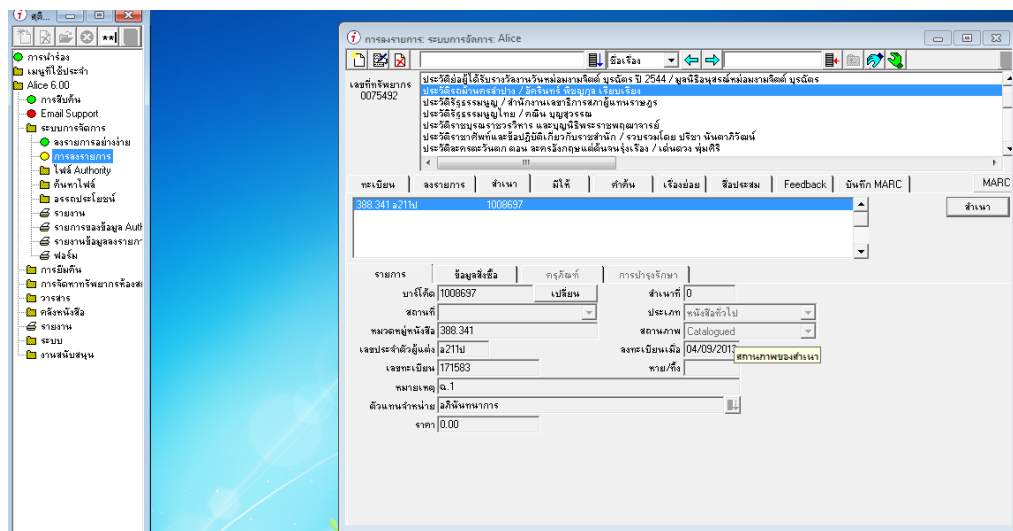 สุติ...
การนำร่อง
เมนูที่ใช้ประจำ
Alice 6.00
การสืบค้น
Email Support
ระบบการจัดการ
ลงรายการอย่างง่าย
การลงรายการ
ไฟล์ Authority
ค้นหาไฟล์
อรรถประโยชน์
รายงาน
รายการของข้อมูล Auth
รายงานข้อมูลลงรายกา
ฟอร์ม
การยืมคืน
การจัดหาทรัพยากรห้องส
วารสาร
คลังหนังสือ
รายงาน
ระบบ
งานสนับสนุน
การลงรายการ: ระบบการจัดการ: Alice
ชื่อเรื่อง
เลขที่ทรัพยากร
0075492
ประวัติย่อผู้ได้รับรางวัลงานวันหม่อมงามจิตต์ บุรฉัตร ปี 2544 / มูลนิธิอนุสรณ์หม่อมงามจิตต์ บุรฉัตร
ประวัติรถม้านครลำปาง / อัครินทร์ พิชญกุล เรียบเรียง
ประวัติรัฐธรรมนูญ / สำนักงานเลขาธิการสภาผู้แทนราษฎร
ประวัติรัฐธรรมนูญไทย / คณิน บุญสุวรรณ
ประวัติราชบุรณราชวรวิหาร และบุญนิธิพระราชพฤฒาจารย์
ประวัติราชาศัพท์และข้อปฏิบัติเกี่ยวกับราชสำนัก / รวบรวมโดย ปรีชา นันตาภิวัฒน์
ประวัติละครตะวันตก ตอน ละครอังกฤษแต่ต้นจนรุ่งเรือง / เด่นดวง พุ่มศิริ
ทะเบียน ลงรายการ สำเนา มีให้ คำค้น เรื่องย่อย สื่อประสม Feedback บันทึก MARC MARC
388.341 อ211ป 1008697
สำเนา
รายการ ข้อมูลสั่งซื้อ ครุภัณฑ์ การบำรุงรักษา
บาร์โค้ด 1008697 เปลี่ยน สำเนาที่ 0
สถานที่ ประเภท หนังสือทั่วไป
หมวดหมู่หนังสือ 388.341 สถานภาพ Catalogued
เลขประจำตัวผู้แต่ง อ211ป ลงทะเบียนเมื่อ 04/09/2013
สถานภาพของสำเนา
เลขทะเบียน 171583 หาย/ทิ้ง
หมายเหตุ ฉ.1
ตัวแทนจำหน่าย อภินันทนาการ
ราคา 0.00